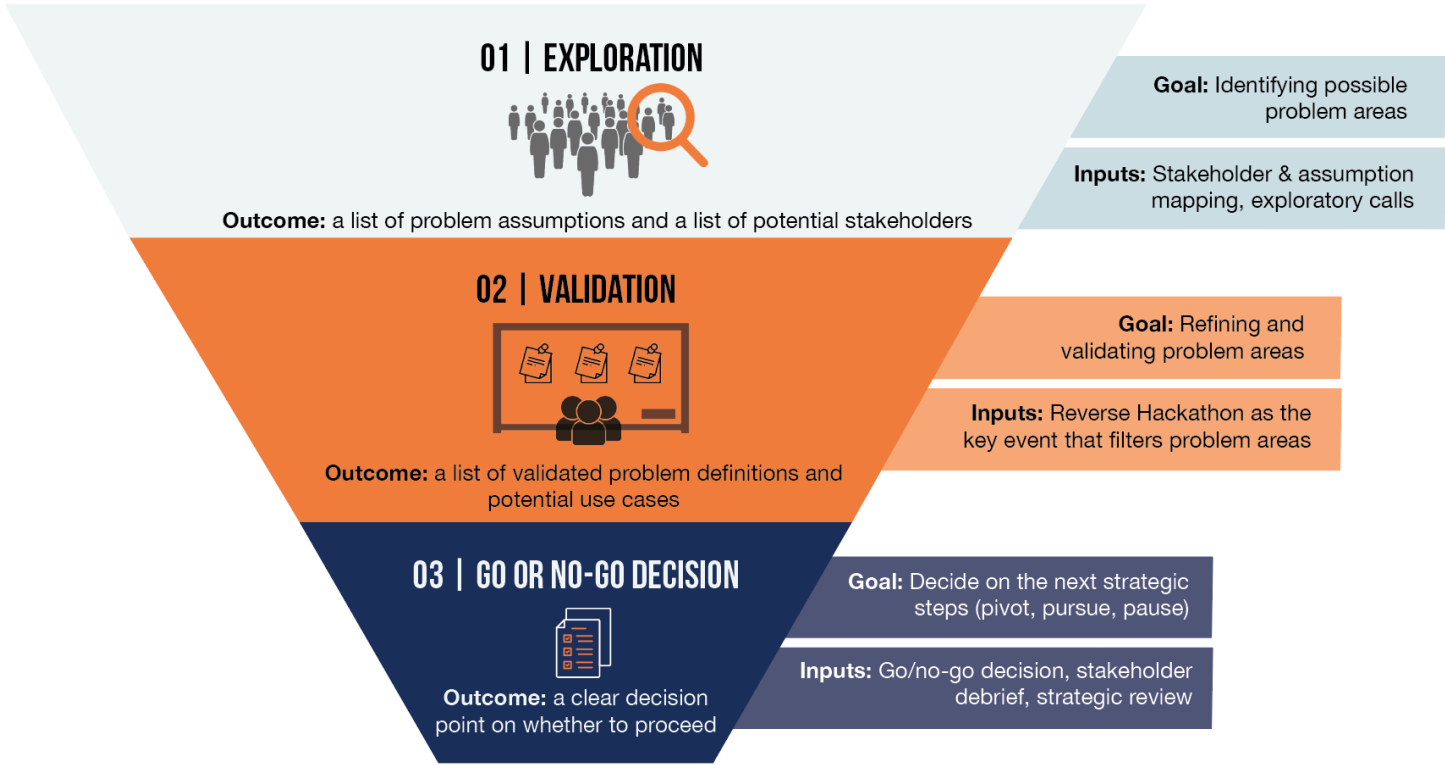 01 | EXPLORATION
Outcome: a list of problem assumptions and a list of potential stakeholders
Goal: Identifying possible
problem areas
Inputs: Stakeholder & assumption
mapping, exploratory calls
02 | VALIDATION
Outcome: a list of validated problem definitions and
potential use cases
Goal: Refining and
validating problem areas
Inputs: Reverse Hackathon as the
key event that filters problem areas
03 | GO OR NO-GO DECISION
Outcome: a clear decision
point on whether to proceed
Goal: Decide on the next strategic
steps (pivot, pursue, pause)
Inputs: Go/no-go decision, stakeholder
debrief, strategic review